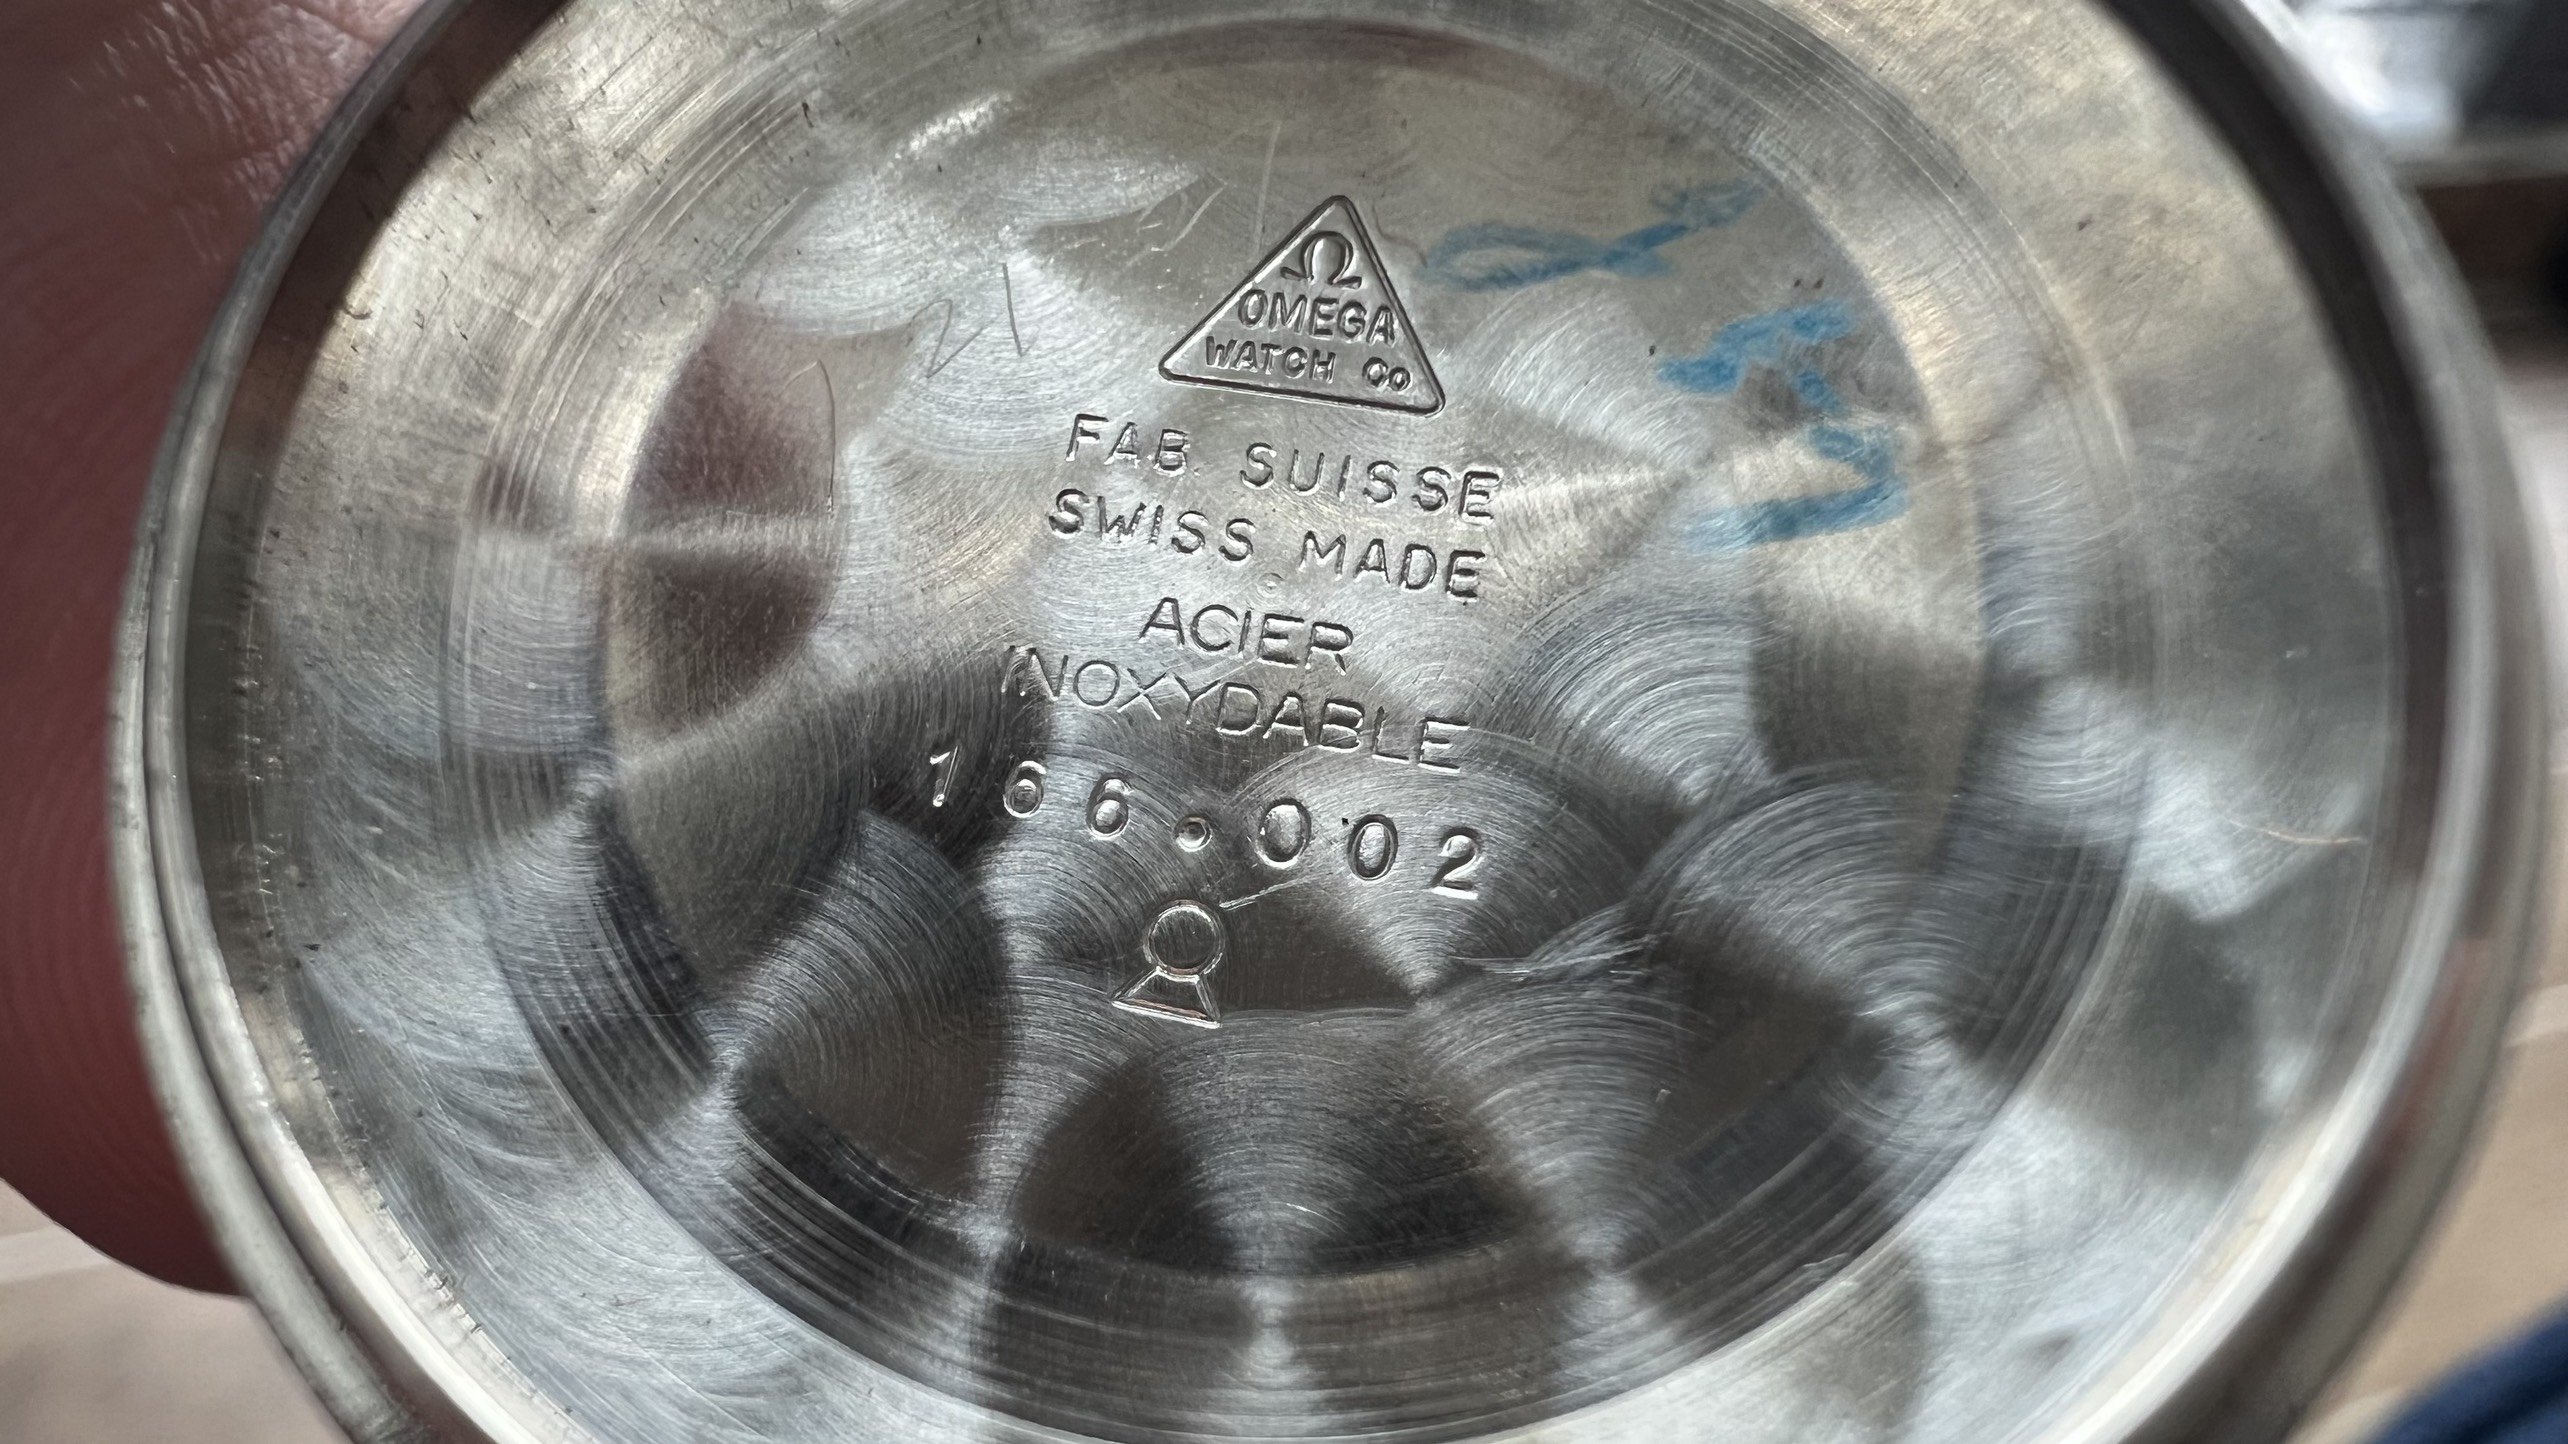 Ω
OMEGA
WATCH Co
FAB. SUISSE
SWISS MADE
ACIER
INOXYDABLE
166.002